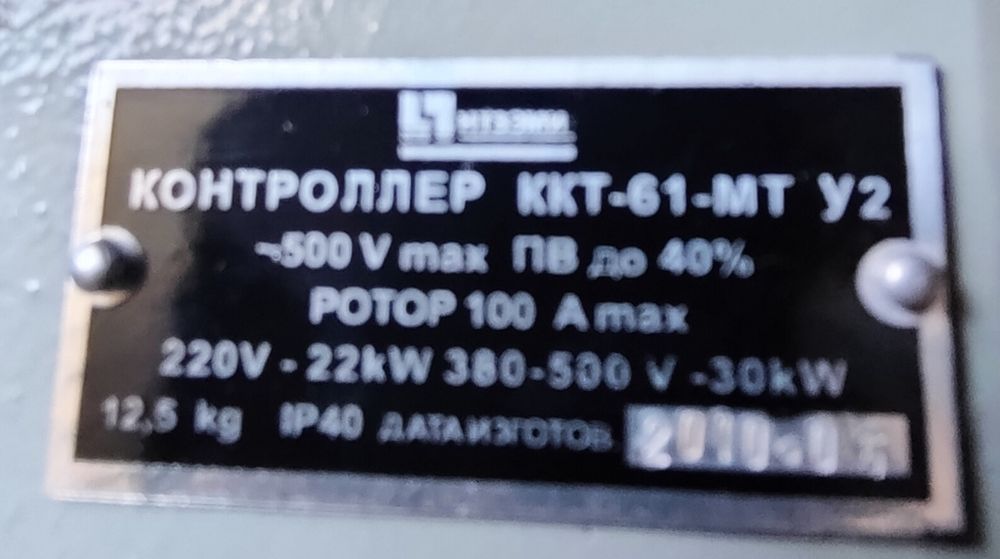 КОНТРОЛЛЕР ККТ-61-МТ У2
~500 V max ПВ до 40%
РОТОР 100 A max
220V - 22kW 380-500 V -30kW
12,5 kg IP40 ДАТА ИЗГОТОВ.